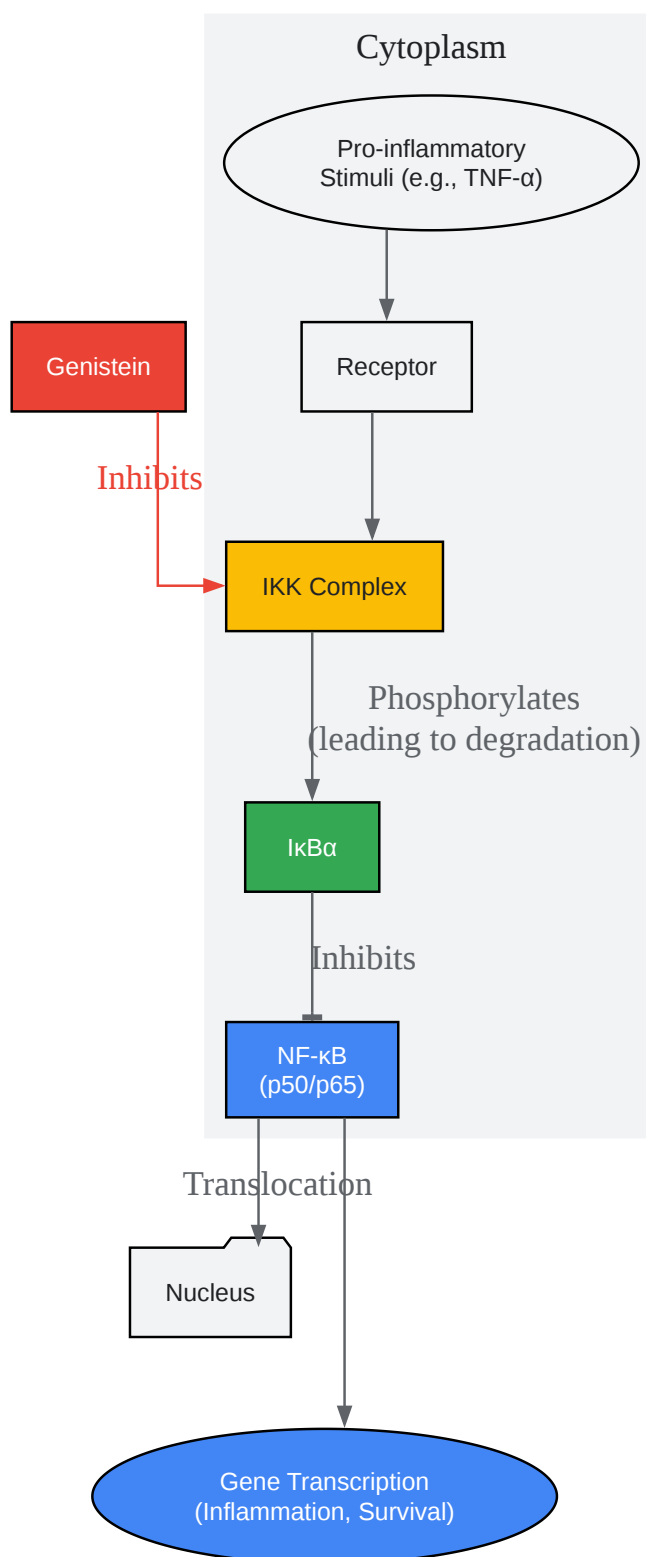 Cytoplasm
Pro-inflammatory
Stimuli (e.g., TNF-α)
Genistein
Receptor
Inhibits
IKK Complex
Phosphorylates
(leading to degradation)
IκBα
Inhibits
NF-κB
(p50/p65)
Translocation
Nucleus
Gene Transcription
(Inflammation, Survival)